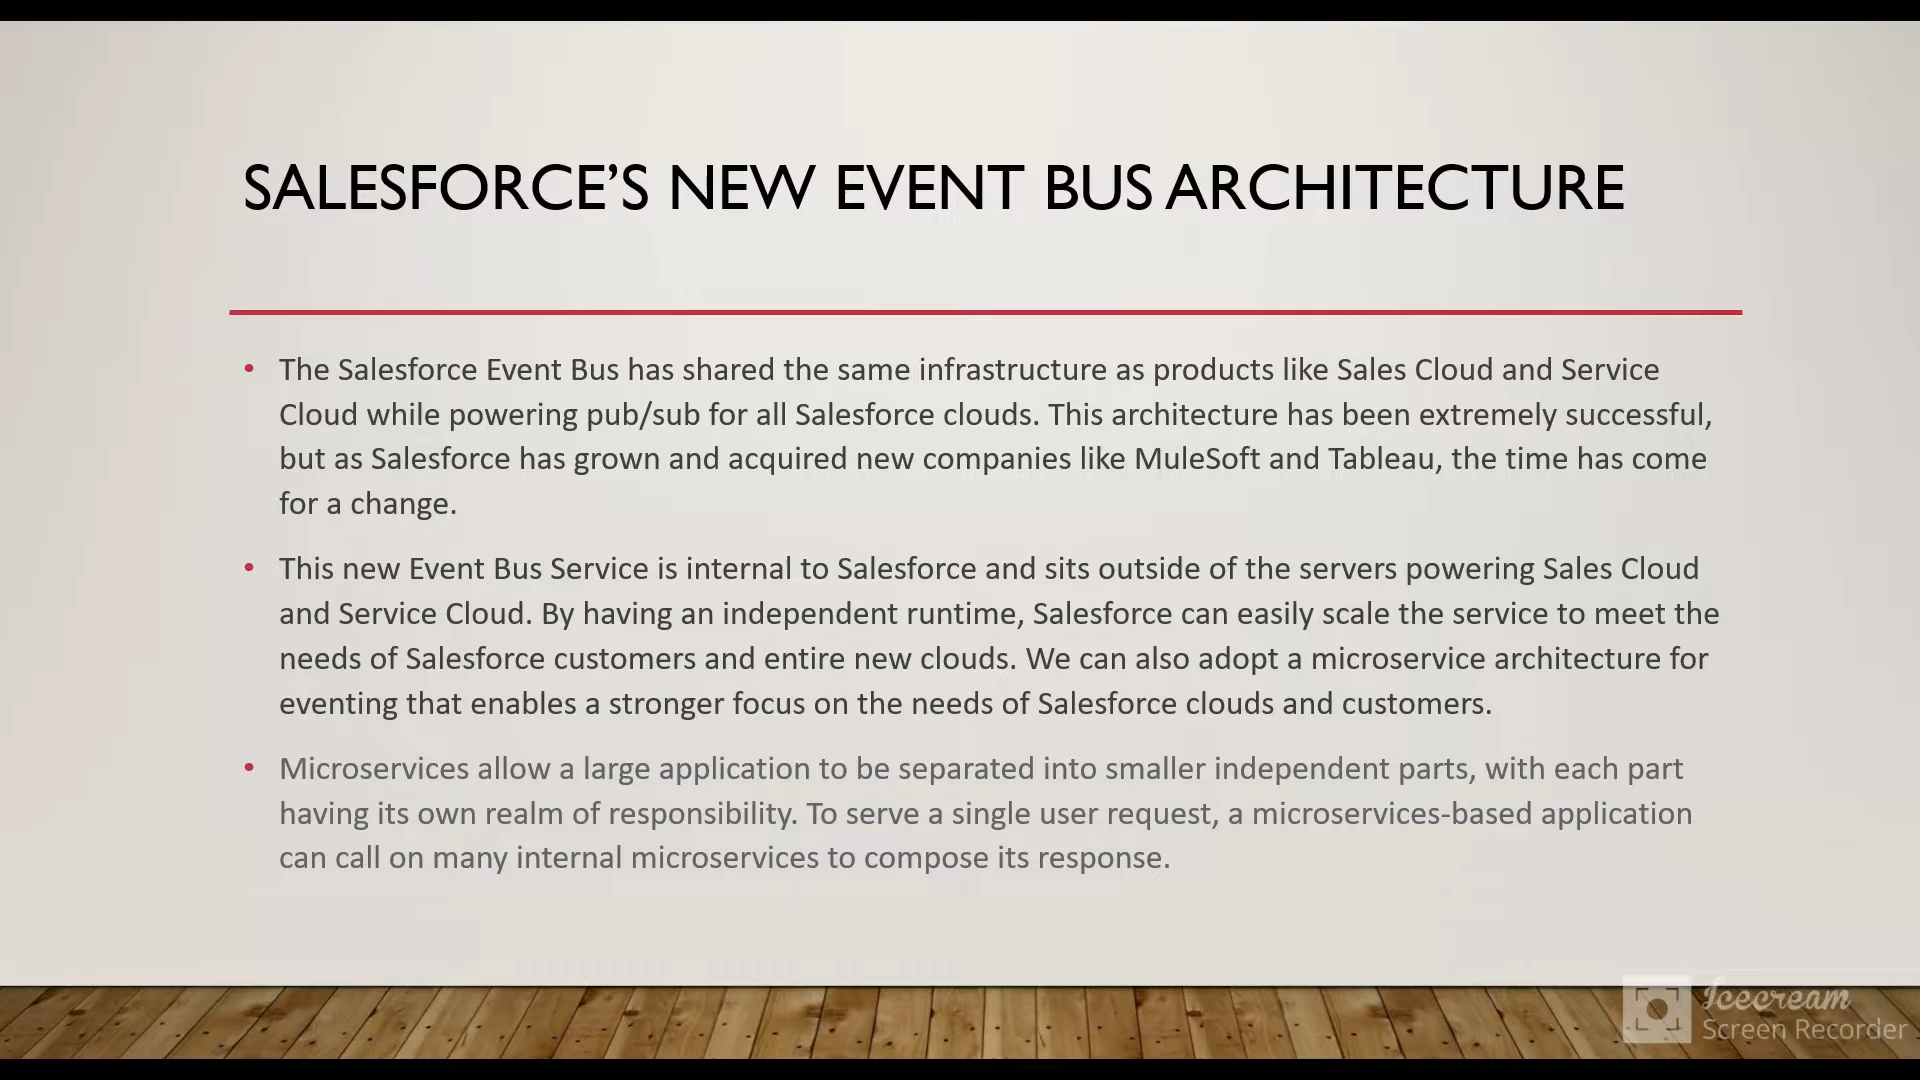 SALESFORCE’S NEW EVENT BUS ARCHITECTURE
• The Salesforce Event Bus has shared the same infrastructure as products like Sales Cloud and Service
Cloud while powering pub/sub for all Salesforce clouds. This architecture has been extremely successful,
but as Salesforce has grown and acquired new companies like MuleSoft and Tableau, the time has come
for a change.
• This new Event Bus Service is internal to Salesforce and sits outside of the servers powering Sales Cloud
and Service Cloud. By having an independent runtime, Salesforce can easily scale the service to meet the
needs of Salesforce customers and entire new clouds. We can also adopt a microservice architecture for
eventing that enables a stronger focus on the needs of Salesforce clouds and customers.
• Microservices allow a large application to be separated into smaller independent parts, with each part
having its own realm of responsibility. To serve a single user request, a microservices-based application
can call on many internal microservices to compose its response.
Icecream
Screen Recorder